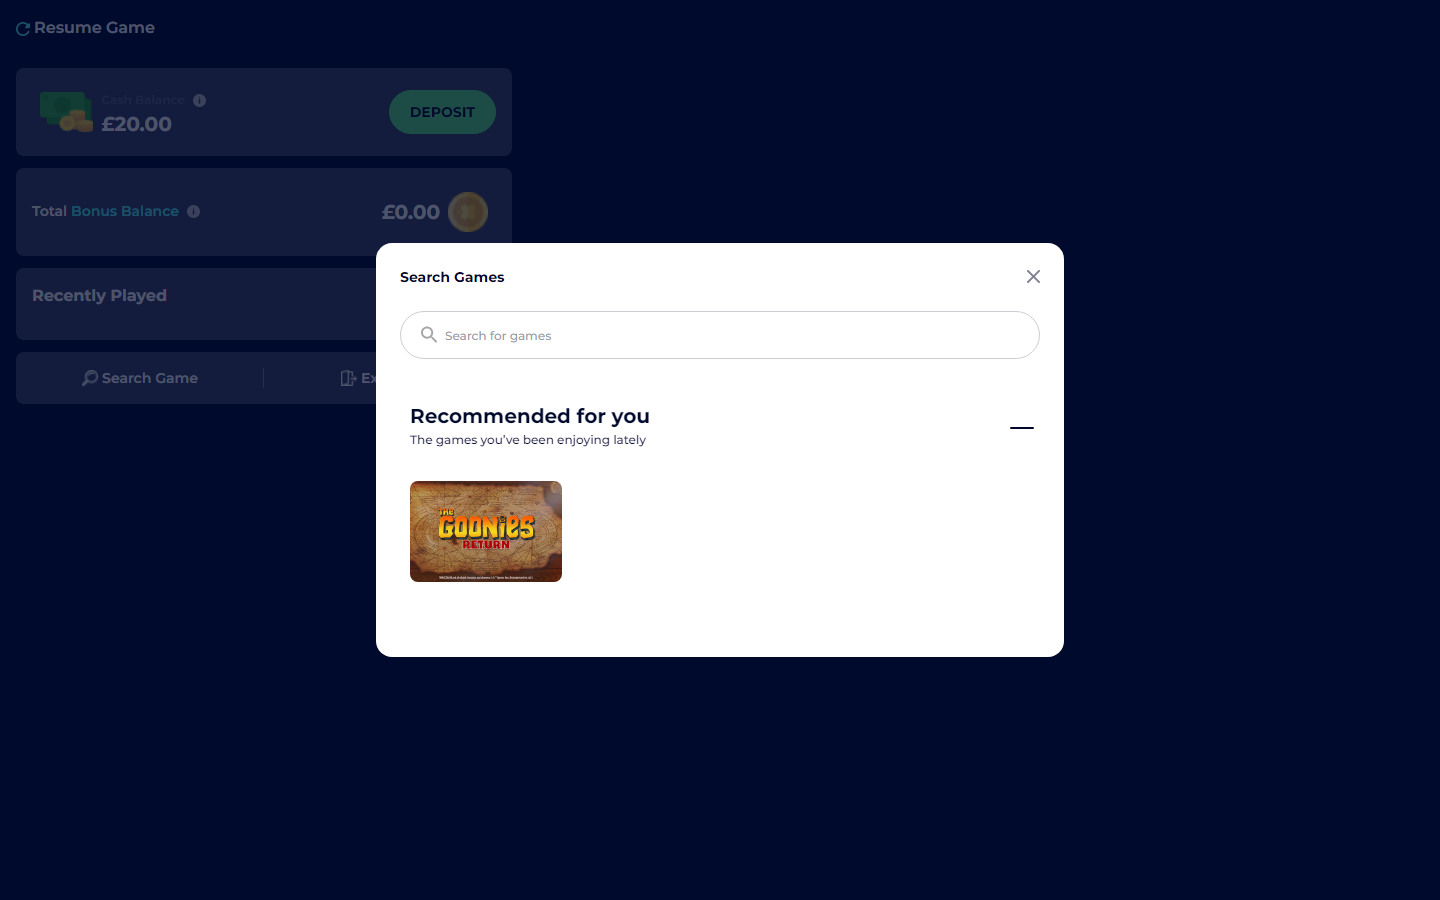 Resume Game
Cash Balance
£20.00
DEPOSIT
Total Bonus Balance
£0.00
Recently Played
Search Game
Ex
Search Games
Search for games
Recommended for you
The games you've been enjoying lately
THE
GOONIES
RETURN